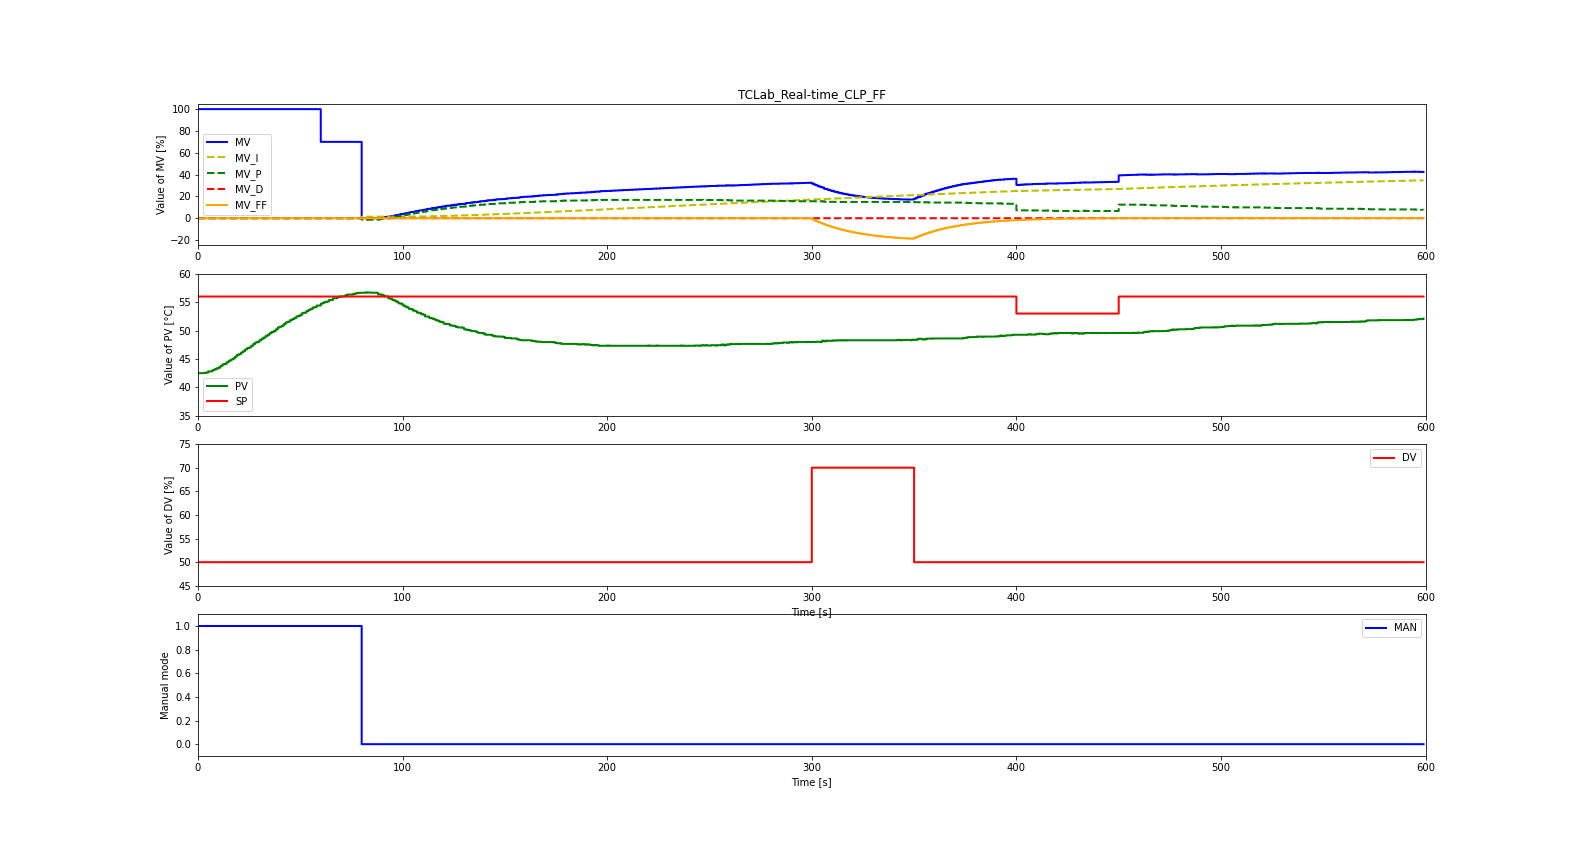 TCLab_Real-time_CLP_FF
Value of MV [%]
100
80
60
40
20
0
−20
MV
MV_I
MV_P
MV_D
MV_FF
0 100 200 300 400 500 600
Value of PV [°C]
60
55
50
45
40
35
PV
SP
0 100 200 300 400 500 600
Value of DV [%]
75
70
65
60
55
50
45
DV
0 100 200 300 400 500 600
Time [s]
Manual mode
1.0
0.8
0.6
0.4
0.2
0.0
MAN
0 100 200 300 400 500 600
Time [s]